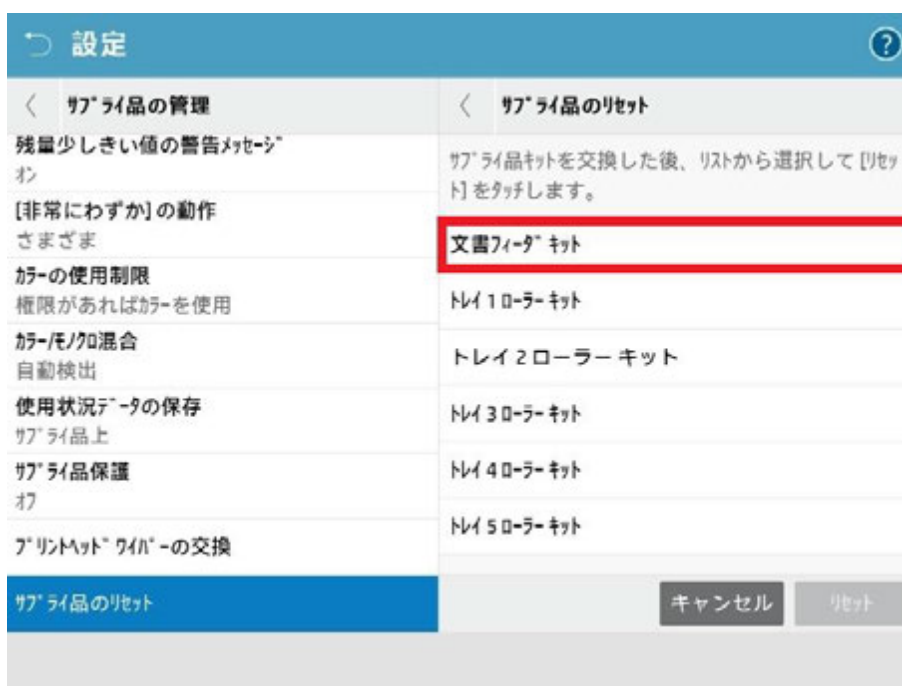 設定
?
サプライ品の管理
残量少しきい値の警告メッセージ
オン
[非常にわずか] の動作
さまざま
カラーの使用制限
権限があればカラーを使用
カラー/モノクロ混合
自動検出
使用状況データの保存
サプライ品上
サプライ品保護
オフ
プリントヘッド ワイパーの交換
サプライ品のリセット
サプライ品のリセット
サプライ品キットを交換した後、リストから選択して [リセッ
ト] をタッチします。
文書フィーダ キット
トレイ 1 ローラー キット
トレイ 2 ローラー キット
トレイ 3 ローラー キット
トレイ 4 ローラー キット
トレイ 5 ローラー キット
キャンセル
リセット